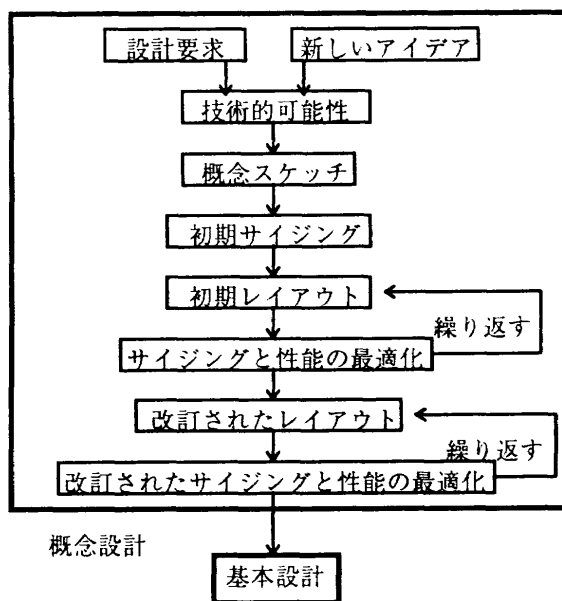 設計要求
新しいアイデア
技術的可能性
概念スケッチ
初期サイジング
初期レイアウト
繰り返す
サイジングと性能の最適化
改訂されたレイアウト
繰り返す
改訂されたサイジングと性能の最適化
概念設計
基本設計